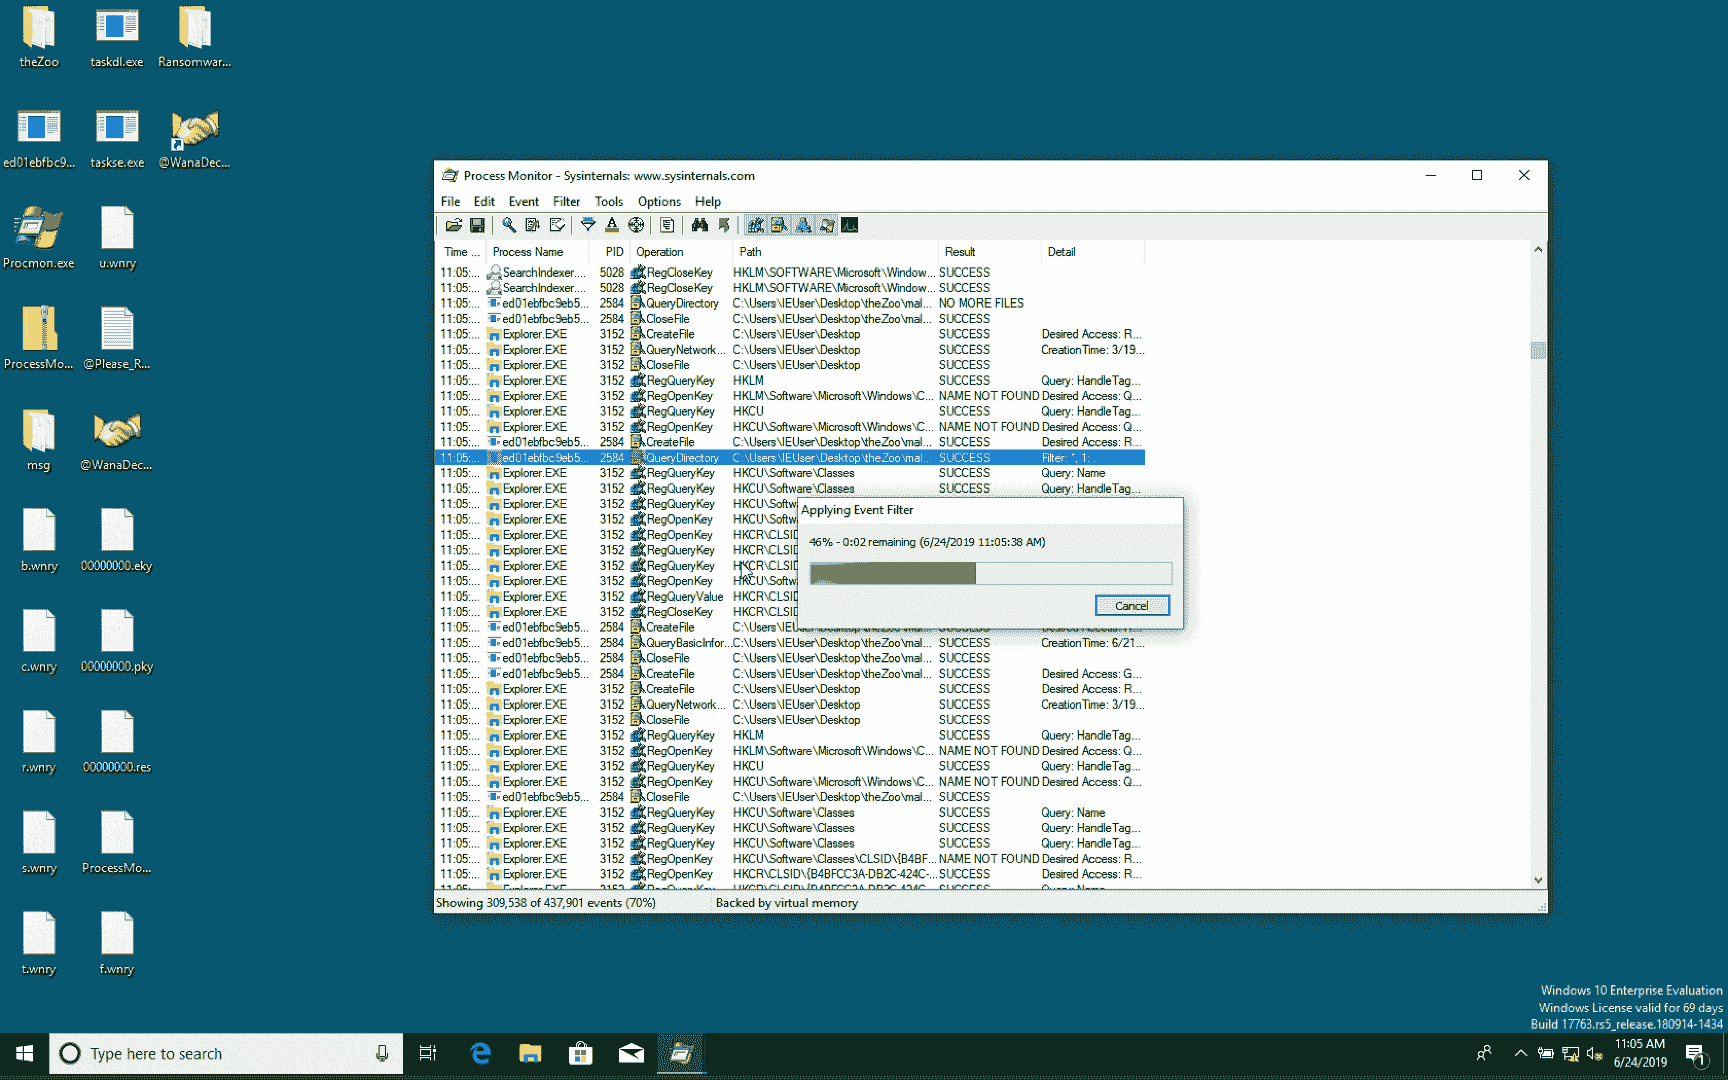 theZoo
taskdl.exe
Ransomwar...
ed01ebfbc9...
taskse.exe
@WanaDec...
Procmon.exe
u.wnry
ProcessMo...
@Please_R...
msg
@WanaDec...
b.wnry
00000000.eky
c.wnry
00000000.pky
r.wnry
00000000.res
s.wnry
ProcessMo...
t.wnry
f.wnry
Process Monitor - Sysinternals: www.sysinternals.com
File Edit Event Filter Tools Options Help
Time ... Process Name PID Operation Path Result Detail
11:05:... SearchIndexer.... 5028 RegCloseKey HKLM\SOFTWARE\Microsoft\Window... SUCCESS
11:05:... SearchIndexer.... 5028 RegCloseKey HKLM\SOFTWARE\Microsoft\Window... SUCCESS
11:05:... ed01ebfbc9eb5... 2584 QueryDirectory C:\Users\IEUser\Desktop\theZoo\mal... NO MORE FILES
11:05:... ed01ebfbc9eb5... 2584 CloseFile C:\Users\IEUser\Desktop\theZoo\mal... SUCCESS
11:05:... Explorer.EXE 3152 CreateFile C:\Users\IEUser\Desktop SUCCESS Desired Access: R...
11:05:... Explorer.EXE 3152 QueryNetwork... C:\Users\IEUser\Desktop SUCCESS CreationTime: 3/19...
11:05:... Explorer.EXE 3152 CloseFile C:\Users\IEUser\Desktop SUCCESS
11:05:... Explorer.EXE 3152 RegQueryKey HKLM SUCCESS Query: HandleTag...
11:05:... Explorer.EXE 3152 RegOpenKey HKLM\Software\Microsoft\Windows\C... NAME NOT FOUND Desired Access: Q...
11:05:... Explorer.EXE 3152 RegQueryKey HKCU SUCCESS Query: HandleTag...
11:05:... Explorer.EXE 3152 RegOpenKey HKCU\Software\Microsoft\Windows\C... NAME NOT FOUND Desired Access: Q...
11:05:... ed01ebfbc9eb5... 2584 CreateFile C:\Users\IEUser\Desktop\theZoo\mal... SUCCESS Desired Access: R...
11:05:... ed01ebfbc9eb5... 2584 QueryDirectory C:\Users\IEUser\Desktop\theZoo\mal... SUCCESS Filter: *, 1: .
11:05:... Explorer.EXE 3152 RegQueryKey HKCU\Software\Classes SUCCESS Query: Name
11:05:... Explorer.EXE 3152 RegQueryKey HKCU\Software\Classes SUCCESS Query: HandleTag...
11:05:... Explorer.EXE 3152 RegQueryKey HKCU\Softw
11:05:... Explorer.EXE 3152 RegOpenKey HKCU\Softw
11:05:... Explorer.EXE 3152 RegOpenKey HKCR\CLSID
11:05:... Explorer.EXE 3152 RegQueryKey HKCR\CLSID
11:05:... Explorer.EXE 3152 RegQueryKey HKCR\CLSID
11:05:... Explorer.EXE 3152 RegOpenKey HKCU\Softw
11:05:... Explorer.EXE 3152 RegQueryValue HKCR\CLSID
11:05:... Explorer.EXE 3152 RegCloseKey HKCR\CLSID
11:05:... ed01ebfbc9eb5... 2584 CreateFile C:\Users\IEUser\Desktop\theZoo\mal... SUCCESS
11:05:... ed01ebfbc9eb5... 2584 QueryBasicInfor... C:\Users\IEUser\Desktop\theZoo\mal... SUCCESS CreationTime: 6/21...
11:05:... ed01ebfbc9eb5... 2584 CloseFile C:\Users\IEUser\Desktop\theZoo\mal... SUCCESS
11:05:... ed01ebfbc9eb5... 2584 CreateFile C:\Users\IEUser\Desktop\theZoo\mal... SUCCESS Desired Access: G...
11:05:... Explorer.EXE 3152 CreateFile C:\Users\IEUser\Desktop SUCCESS Desired Access: R...
11:05:... Explorer.EXE 3152 QueryNetwork... C:\Users\IEUser\Desktop SUCCESS CreationTime: 3/19...
11:05:... Explorer.EXE 3152 CloseFile C:\Users\IEUser\Desktop SUCCESS
11:05:... Explorer.EXE 3152 RegQueryKey HKLM SUCCESS Query: HandleTag...
11:05:... Explorer.EXE 3152 RegOpenKey HKLM\Software\Microsoft\Windows\C... NAME NOT FOUND Desired Access: Q...
11:05:... Explorer.EXE 3152 RegQueryKey HKCU SUCCESS Query: HandleTag...
11:05:... Explorer.EXE 3152 RegOpenKey HKCU\Software\Microsoft\Windows\C... NAME NOT FOUND Desired Access: Q...
11:05:... ed01ebfbc9eb5... 2584 CloseFile C:\Users\IEUser\Desktop\theZoo\mal... SUCCESS
11:05:... Explorer.EXE 3152 RegQueryKey HKCU\Software\Classes SUCCESS Query: Name
11:05:... Explorer.EXE 3152 RegQueryKey HKCU\Software\Classes SUCCESS Query: HandleTag...
11:05:... Explorer.EXE 3152 RegQueryKey HKCU\Software\Classes SUCCESS Query: HandleTag...
11:05:... Explorer.EXE 3152 RegOpenKey HKCU\Software\Classes\CLSID\{B4BF... NAME NOT FOUND Desired Access: R...
11:05:... Explorer.EXE 3152 RegOpenKey HKCR\CLSID\{B4BFCC3A-DB2C-424C-... SUCCESS Desired Access: R...
11:05:... Explorer.EXE 3152 RegQueryKey HKCR\CLSID\{B4BFCC3A-DB2C-424C-... SUCCESS Query: Name
Applying Event Filter
46% - 0:02 remaining (6/24/2019 11:05:38 AM)
Cancel
Showing 309,538 of 437,901 events (70%) Backed by virtual memory
Windows 10 Enterprise Evaluation
Windows License valid for 69 days
Build 17763.rs5_release.180914-1434
Type here to search
11:05 AM
6/24/2019
1